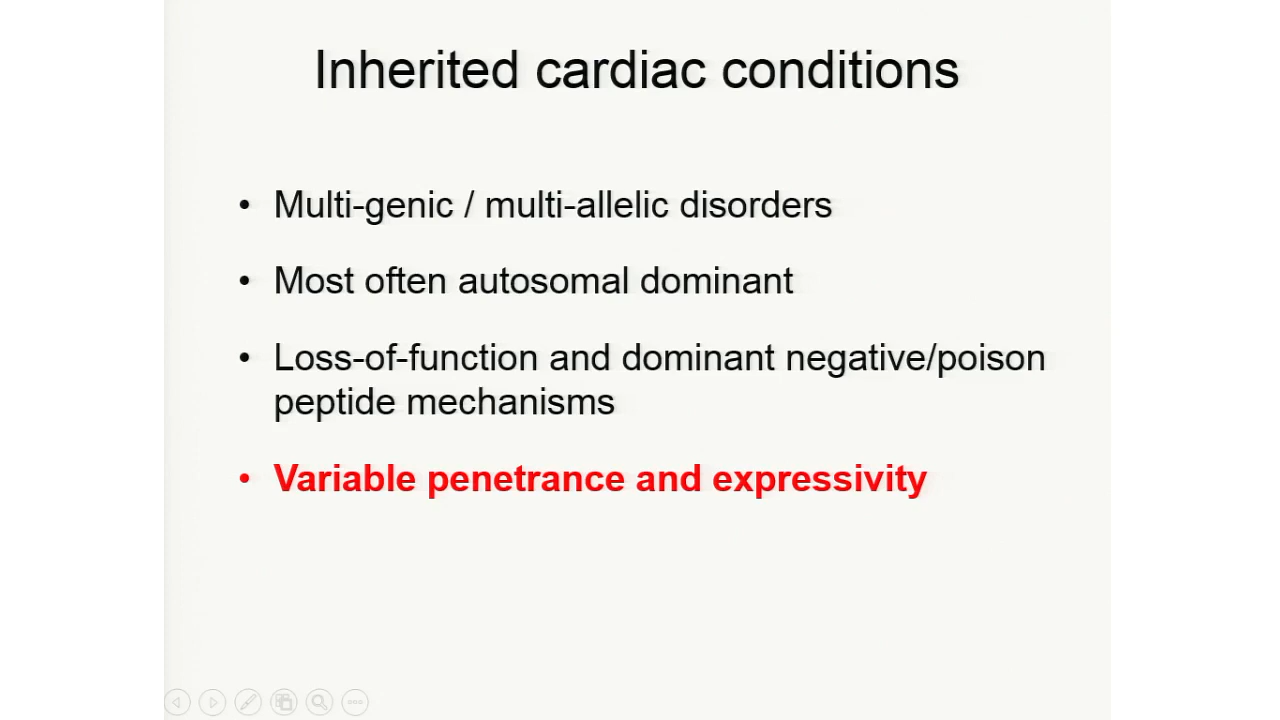 Inherited cardiac conditions
• Multi-genic / multi-allelic disorders
• Most often autosomal dominant
• Loss-of-function and dominant negative/poison
peptide mechanisms
• Variable penetrance and expressivity